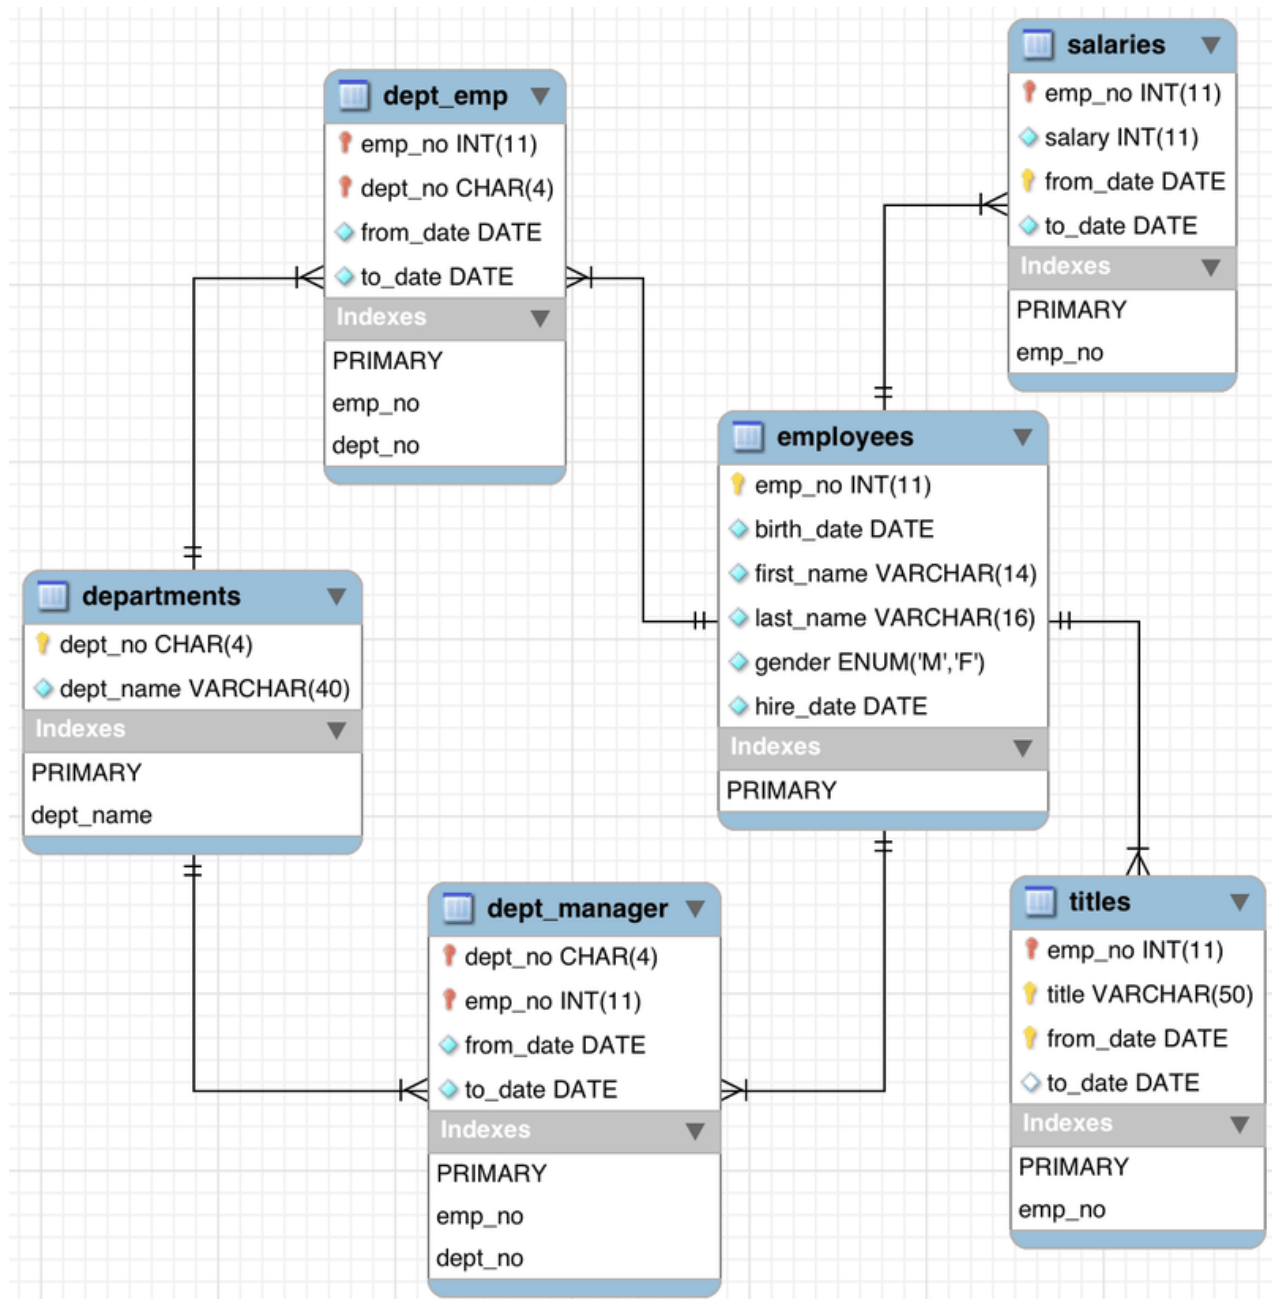 dept_emp
emp_no INT(11)
dept_no CHAR(4)
from_date DATE
to_date DATE
Indexes
PRIMARY
emp_no
dept_no
salaries
emp_no INT(11)
salary INT(11)
from_date DATE
to_date DATE
Indexes
PRIMARY
emp_no
departments
dept_no CHAR(4)
dept_name VARCHAR(40)
Indexes
PRIMARY
dept_name
employees
emp_no INT(11)
birth_date DATE
first_name VARCHAR(14)
last_name VARCHAR(16)
gender ENUM('M','F')
hire_date DATE
Indexes
PRIMARY
dept_manager
dept_no CHAR(4)
emp_no INT(11)
from_date DATE
to_date DATE
Indexes
PRIMARY
emp_no
dept_no
titles
emp_no INT(11)
title VARCHAR(50)
from_date DATE
to_date DATE
Indexes
PRIMARY
emp_no